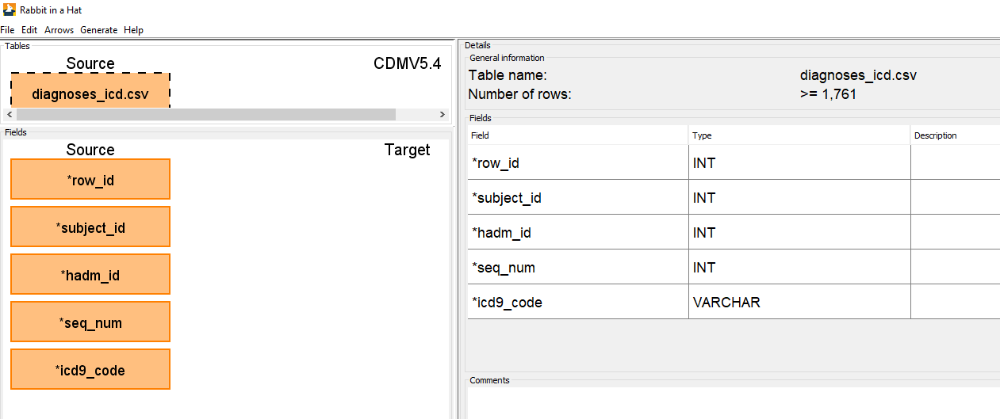 Rabbit in a Hat
File Edit Arrows Generate Help
Tables
Source CDMV5.4
diagnoses_icd.csv
Fields
Source Target
*row_id
*subject_id
*hadm_id
*seq_num
*icd9_code
Details
General information
Table name: diagnoses_icd.csv
Number of rows: >= 1,761
Fields
Field Type Description
*row_id INT
*subject_id INT
*hadm_id INT
*seq_num INT
*icd9_code VARCHAR
Comments